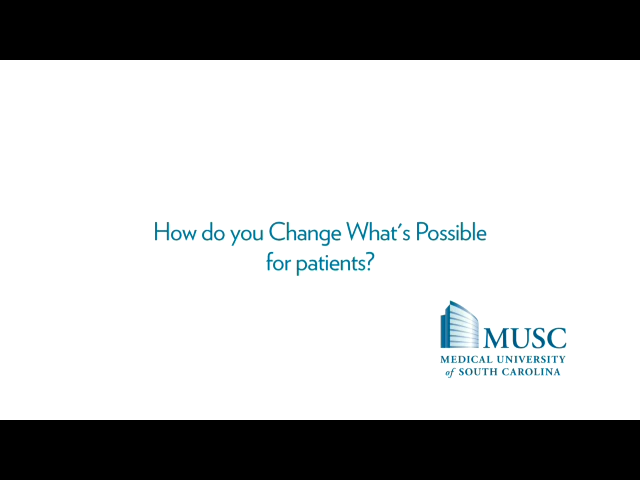 How do you Change What's Possible
for patients?
MUSC
MEDICAL UNIVERSITY
of SOUTH CAROLINA